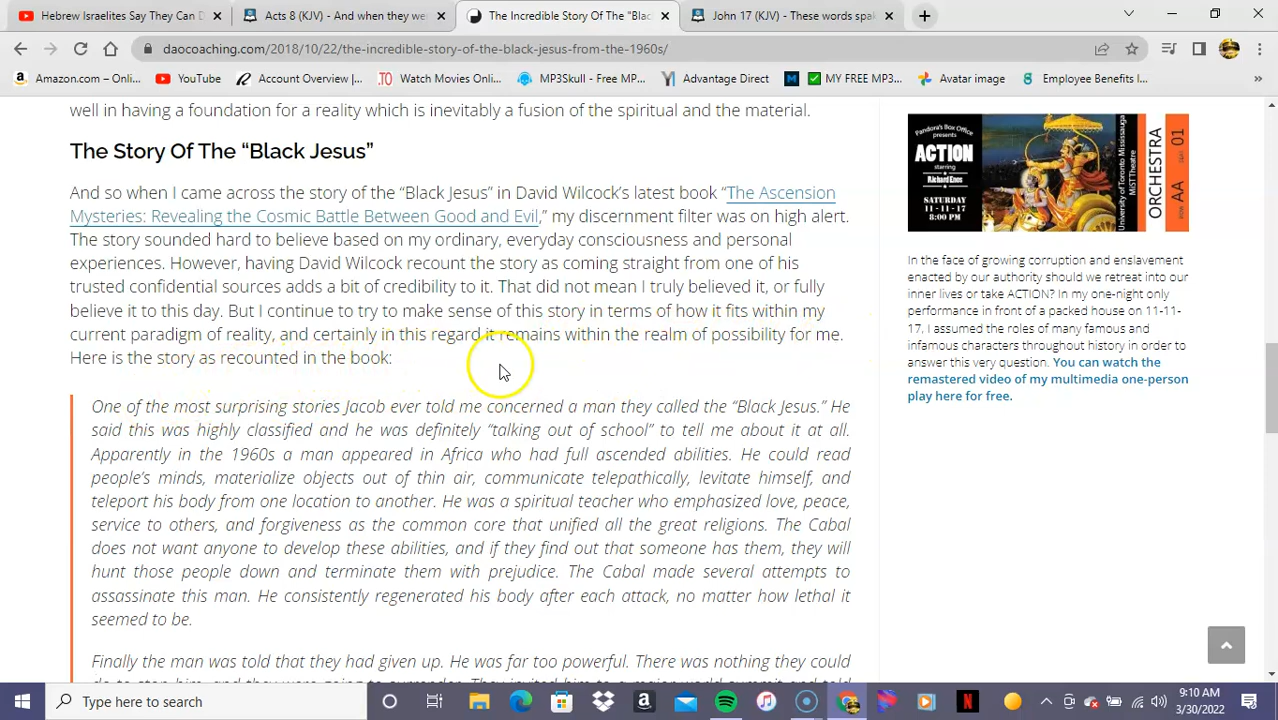 Hebrew Israelites Say They Can D
Acts 8 (KJV) - And when they we
The Incredible Story Of The "Blac
John 17 (KJV) - These words spak
daocoaching.com/2018/10/22/the-incredible-story-of-the-black-jesus-from-the-1960s/
Amazon.com – Onli...
YouTube
Account Overview |...
.TO Watch Movies Onl...
MP3Skull - Free MP...
Advantage Direct
MY FREE MP3...
Avatar image
Employee Benefits I...
»
well in having a foundation for a reality which is inevitably a fusion of the spiritual and the material.
The Story Of The “Black Jesus”
And so when I came across the story of the “Black Jesus” in David Wilcock’s latest book “The Ascension
Mysteries: Revealing the Cosmic Battle Between Good and Evil,” my discernment filter was on high alert.
The story sounded hard to believe based on my ordinary, everyday consciousness and personal
experiences. However, having David Wilcock recount the story as coming straight from one of his
trusted confidential sources adds a bit of credibility to it. That did not mean I truly believed it, or fully
believe it to this day. But I continue to try to make sense of this story in terms of how it fits within my
current paradigm of reality, and certainly in this regard it remains within the realm of possibility for me.
Here is the story as recounted in the book:
One of the most surprising stories Jacob ever told me concerned a man they called the “Black Jesus.” He
said this was highly classified and he was definitely “talking out of school” to tell me about it at all.
Apparently in the 1960s a man appeared in Africa who had full ascended abilities. He could read
people’s minds, materialize objects out of thin air, communicate telepathically, levitate himself, and
teleport his body from one location to another. He was a spiritual teacher who emphasized love, peace,
service to others, and forgiveness as the common core that unified all the great religions. The Cabal
does not want anyone to develop these abilities, and if they find out that someone has them, they will
hunt those people down and terminate them with prejudice. The Cabal made several attempts to
assassinate this man. He consistently regenerated his body after each attack, no matter how lethal it
seemed to be.
Finally the man was told that they had given up. He was far too powerful. There was nothing they could
Pandora's Box Office
presents
ACTION
starring
Richard Enos
SATURDAY
11-11-17
8:00 PM
University of Toronto Mississauga
MiST Theatre
ORCHESTRA
AA
01
In the face of growing corruption and enslavement
enacted by our authority should we retreat into our
inner lives or take ACTION? In my one-night only
performance in front of a packed house on 11-11-
17. I assumed the roles of many famous and
infamous characters throughout history in order to
answer this very question. You can watch the
remastered video of my multimedia one-person
play here for free.
Type here to search
9:10 AM
3/30/2022